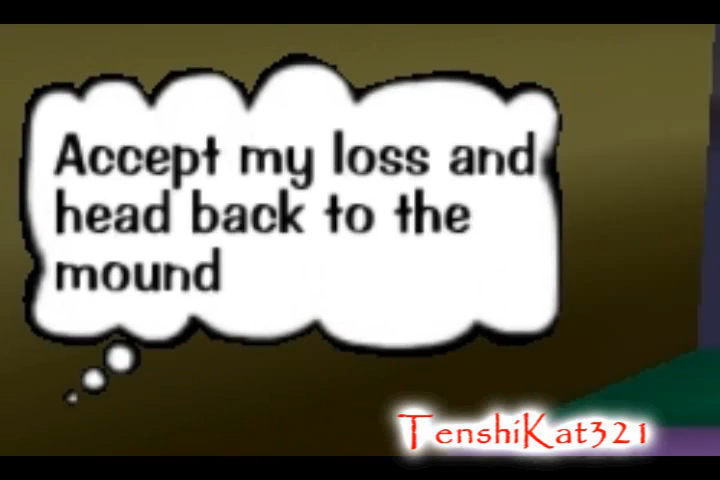 Accept my loss and
head back to the
mound
TenshiKat321